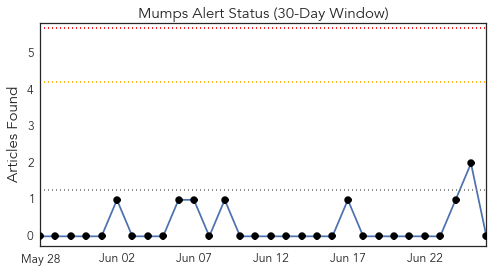 Mumps Alert Status (30-Day Window)
Articles Found
5
4
3
2
1
0
May 28
Jun 02
Jun 07
Jun 12
Jun 17
Jun 22